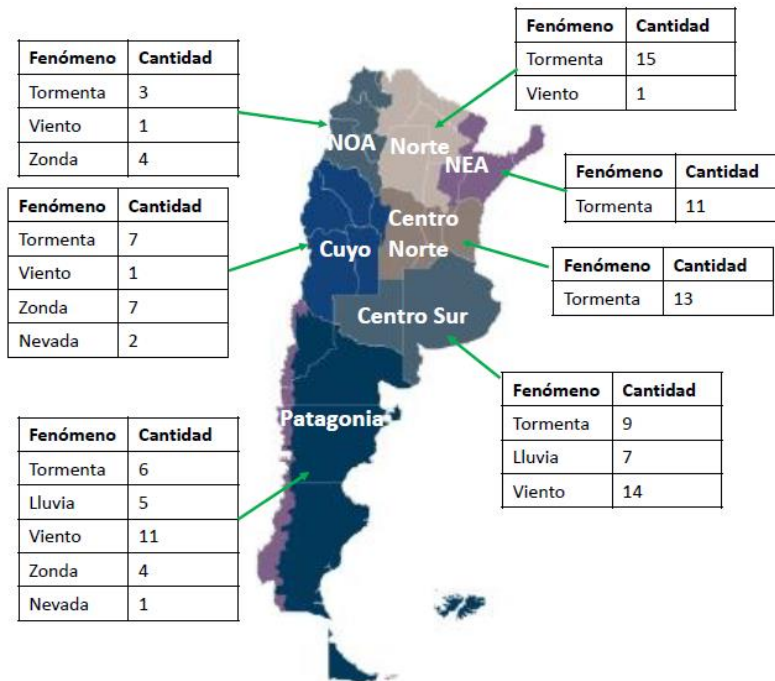 Fenómeno Cantidad
Tormenta 3
Viento 1
Zonda 4
Fenómeno Cantidad
Tormenta 15
Viento 1
NOA
Norte
NEA
Fenómeno Cantidad
Tormenta 11
Fenómeno Cantidad
Tormenta 7
Viento 1
Zonda 7
Nevada 2
Centro
Norte
Cuyo
Fenómeno Cantidad
Tormenta 13
Centro Sur
Fenómeno Cantidad
Tormenta 9
Lluvia 7
Viento 14
Patagonia
Fenómeno Cantidad
Tormenta 6
Lluvia 5
Viento 11
Zonda 4
Nevada 1